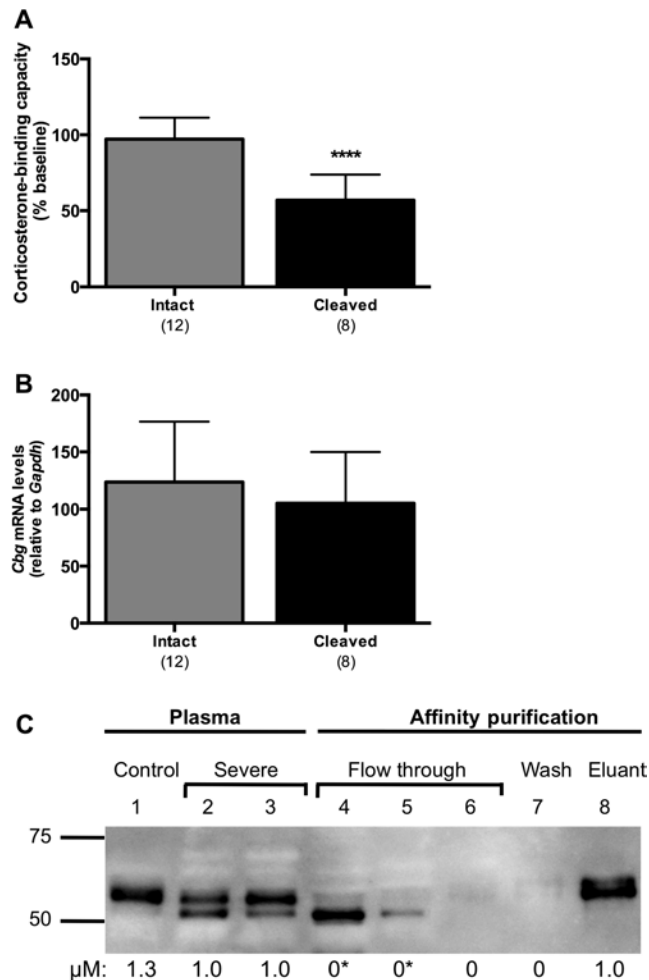 A
Corticosterone-binding capacity
(% baseline)
150
100
50
0
****
Intact
(12)
Cleaved
(8)
B
Cbg mRNA levels
(relative to Gapdh)
200
150
100
50
0
Intact
(12)
Cleaved
(8)
C
Plasma Affinity purification
Control Severe Flow through Wash Eluant
1 2 3 4 5 6 7 8
75
50
µM: 1.3 1.0 1.0 0* 0* 0 0 1.0